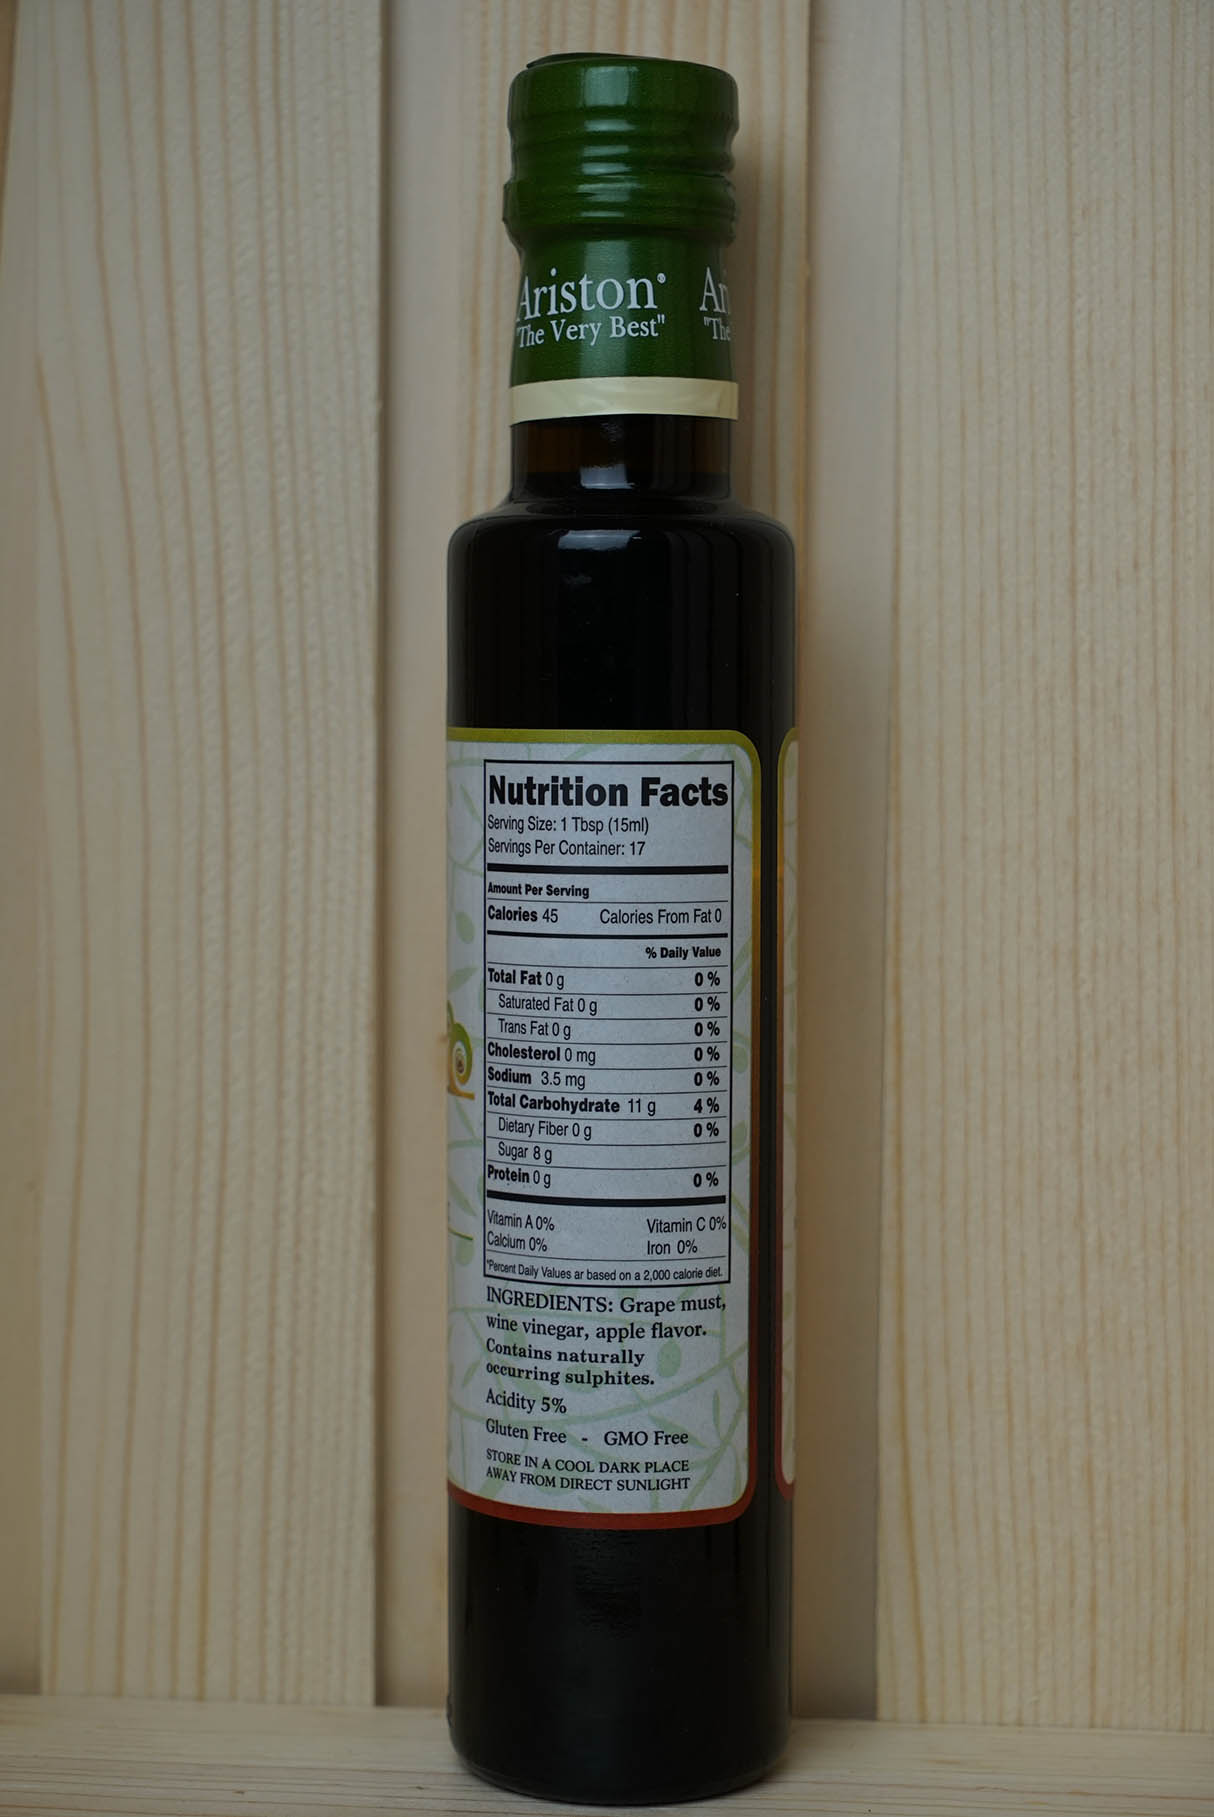 Ariston®
"The Very Best"
Nutrition Facts
Serving Size: 1 Tbsp (15ml)
Servings Per Container: 17
Amount Per Serving
Calories 45 Calories From Fat 0
% Daily Value
Total Fat 0 g 0 %
Saturated Fat 0 g 0 %
Trans Fat 0 g 0 %
Cholesterol 0 mg 0 %
Sodium 3.5 mg 0 %
Total Carbohydrate 11 g 4 %
Dietary Fiber 0 g 0 %
Sugar 8 g
Protein 0 g 0 %
Vitamin A 0% Vitamin C 0%
Calcium 0% Iron 0%
*Percent Daily Values ar based on a 2,000 calorie diet.
INGREDIENTS: Grape must,
wine vinegar, apple flavor.
Contains naturally
occurring sulphites.
Acidity 5%
Gluten Free - GMO Free
STORE IN A COOL DARK PLACE
AWAY FROM DIRECT SUNLIGHT